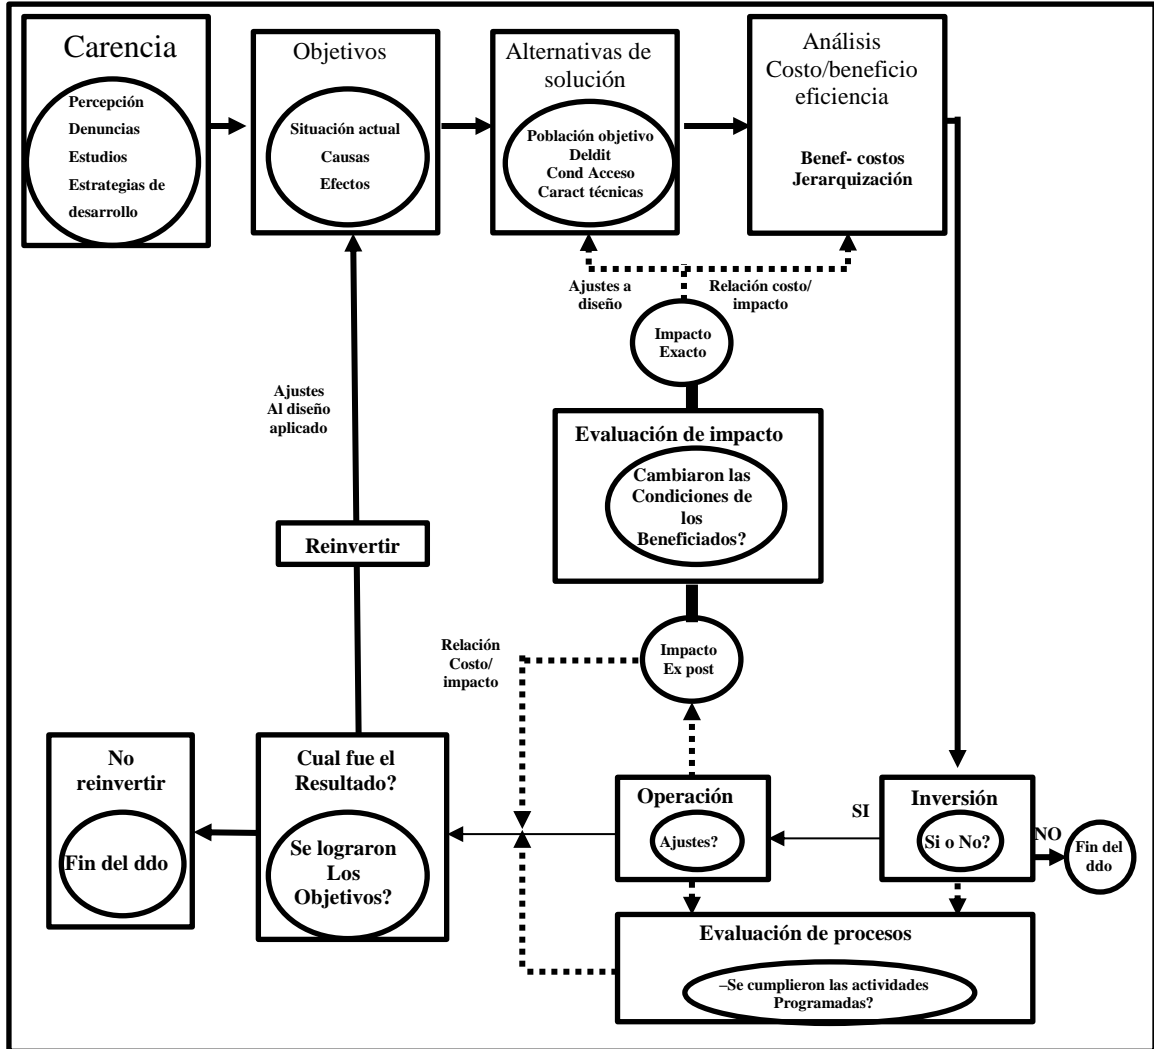 Carencia
Percepción
Denuncias
Estudios
Estrategias de
desarrollo
Objetivos
Situación actual
Causas
Efectos
Alternativas de
solución
Población objetivo
Deldit
Cond Acceso
Caract técnicas
Análisis
Costo/beneficio
eficiencia
Benef- costos
Jerarquización
Ajustes a
diseño
Relación costo/
impacto
Impacto
Exacto
Ajustes
Al diseño
aplicado
Evaluación de impacto
Cambiaron las
Condiciones de
los
Beneficiados?
Reinvertir
Relación
Costo/
impacto
Impacto
Ex post
No
reinvertir
Fin del ddo
Cual fue el
Resultado?
Se lograron
Los
Objetivos?
Operación
Ajustes?
SI
Inversión
Si o No?
NO
Fin del
ddo
Evaluación de procesos
–Se cumplieron las actividades
Programadas?